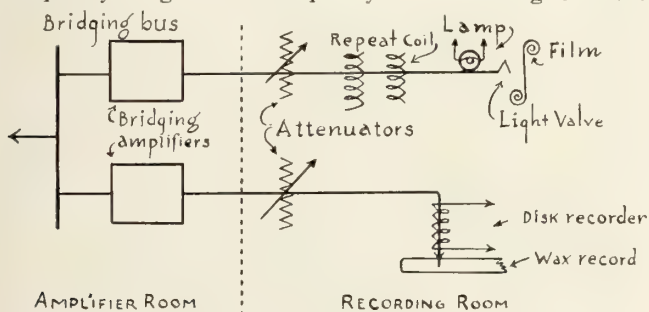 Bridging bus
Lamp
Repeat Coil
Film
Light Valve
Bridging
amplifiers
Attenuators
Disk recorder
Wax record
AMPLIFIER ROOM
RECORDING ROOM